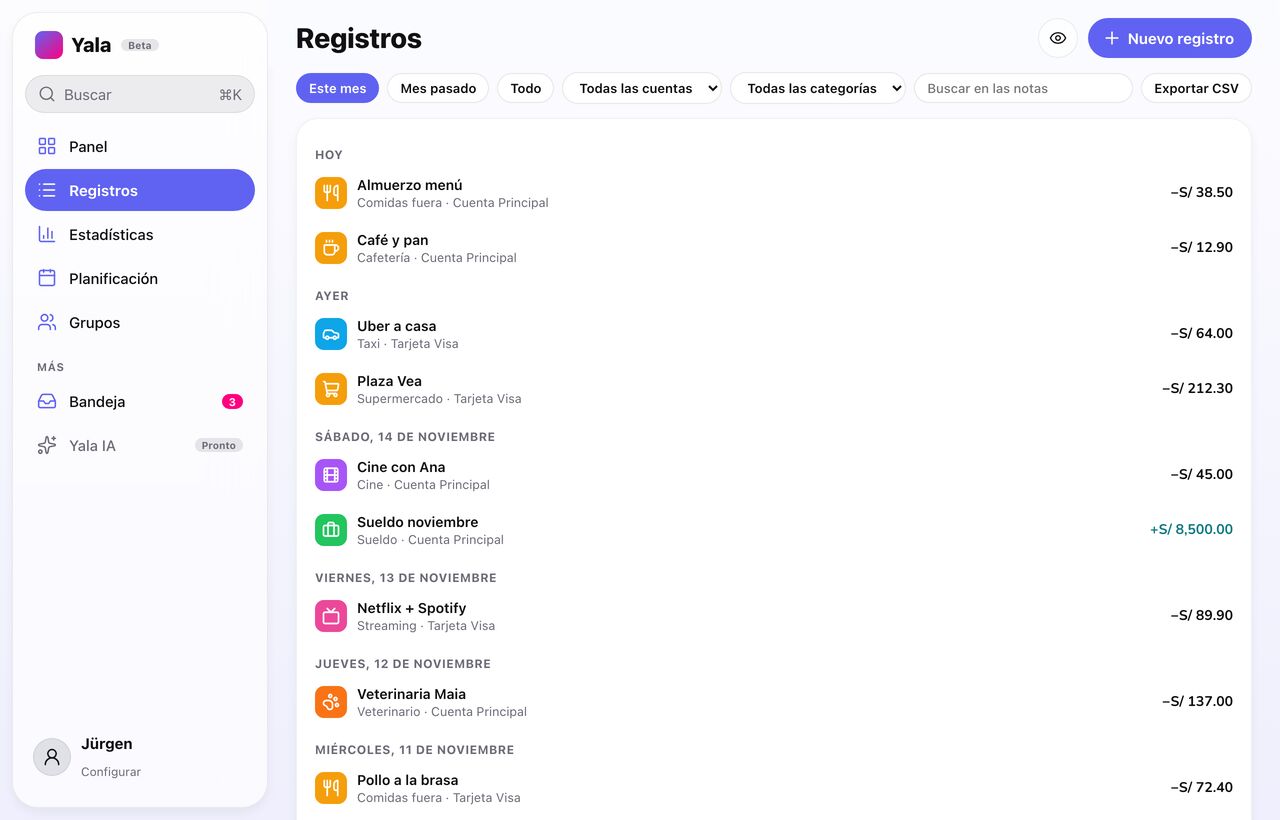 Yala Beta
Buscar ⌘K
Panel
Registros
Estadísticas
Planificación
Grupos
MÁS
Bandeja 3
Yala IA Pronto
Jürgen
Configurar
Registros
Nuevo registro
Este mes Mes pasado Todo Todas las cuentas Todas las categorías Buscar en las notas Exportar CSV
HOY
Almuerzo menú −S/ 38.50
Comidas fuera · Cuenta Principal
Café y pan −S/ 12.90
Cafetería · Cuenta Principal
AYER
Uber a casa −S/ 64.00
Taxi · Tarjeta Visa
Plaza Vea −S/ 212.30
Supermercado · Tarjeta Visa
SÁBADO, 14 DE NOVIEMBRE
Cine con Ana −S/ 45.00
Cine · Cuenta Principal
Sueldo noviembre +S/ 8,500.00
Sueldo · Cuenta Principal
VIERNES, 13 DE NOVIEMBRE
Netflix + Spotify −S/ 89.90
Streaming · Tarjeta Visa
JUEVES, 12 DE NOVIEMBRE
Veterinaria Maia −S/ 137.00
Veterinario · Cuenta Principal
MIÉRCOLES, 11 DE NOVIEMBRE
Pollo a la brasa −S/ 72.40
Comidas fuera · Tarjeta Visa